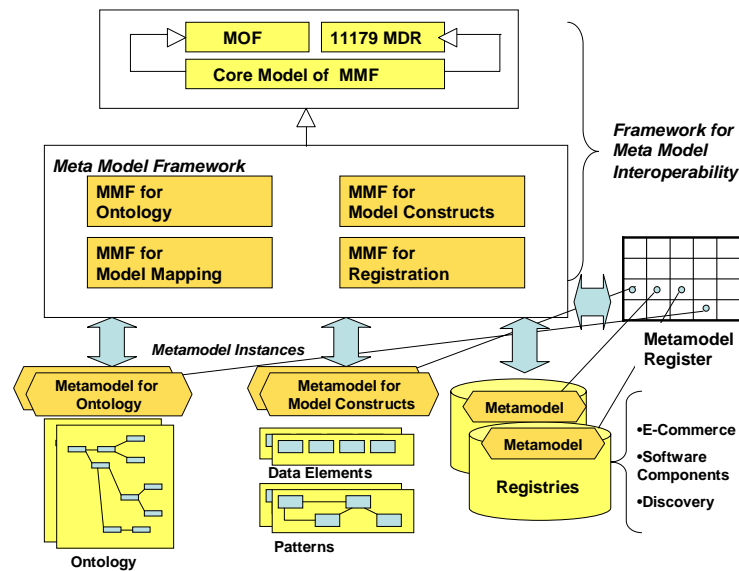 MOF
11179 MDR
Core Model of MMF
Framework for
Meta Model
Interoperability
Meta Model Framework
MMF for
Ontology
MMF for
Model Constructs
MMF for
Model Mapping
MMF for
Registration
Metamodel
Register
Metamodel Instances
Metamodel for
Ontology
Metamodel for
Model Constructs
Metamodel
Metamodel
Registries
•E-Commerce
•Software
Components
•Discovery
Data Elements
Patterns
Ontology